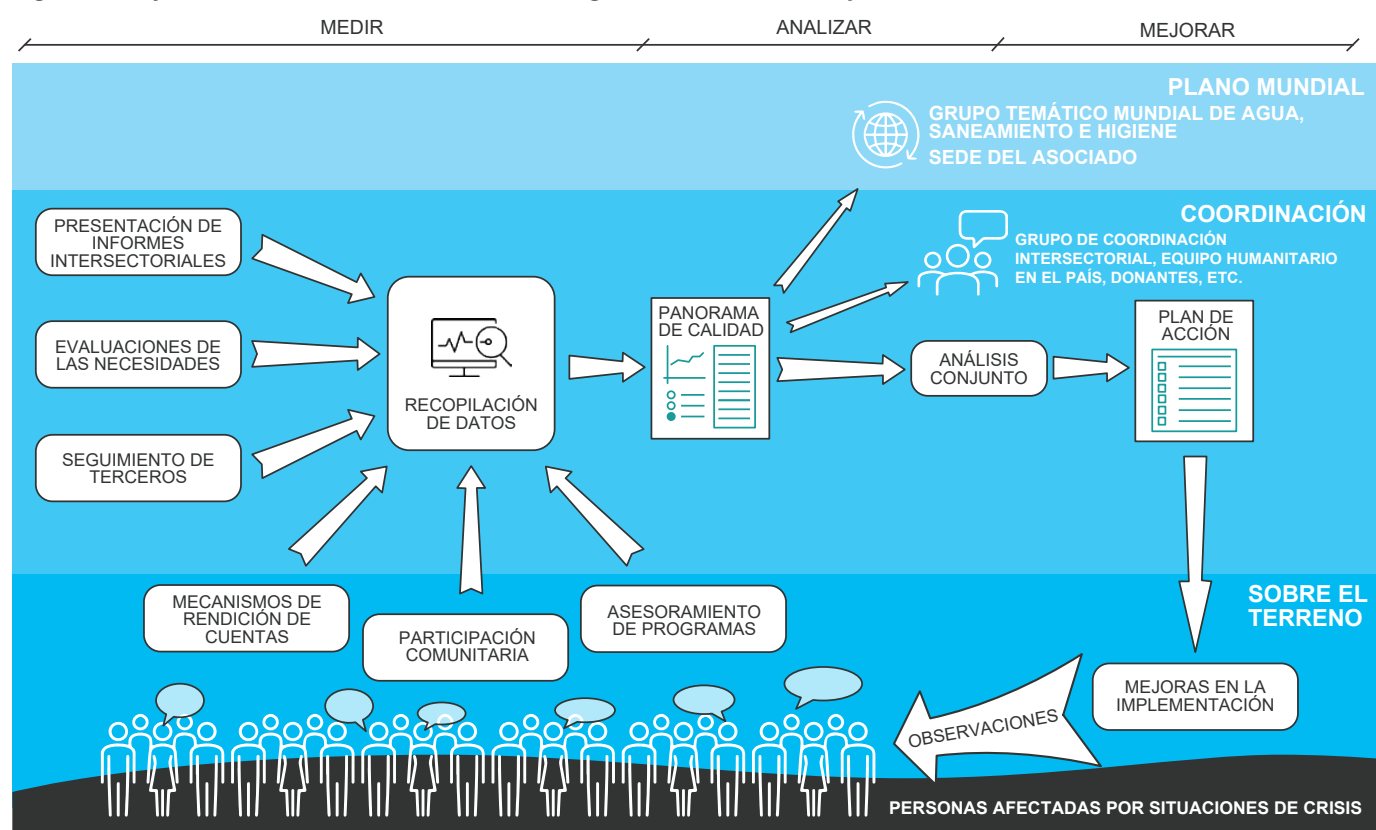 MEDIR
ANALIZAR
MEJORAR
PLANO MUNDIAL
GRUPO TEMÁTICO MUNDIAL DE AGUA,
SANEAMIENTO E HIGIENE
SEDE DEL ASOCIADO
COORDINACIÓN
GRUPO DE COORDINACIÓN
INTERSECTORIAL, EQUIPO HUMANITARIO
EN EL PAÍS, DONANTES, ETC.
PRESENTACIÓN DE
INFORMES
INTERSECTORIALES
EVALUACIONES DE
LAS NECESIDADES
SEGUIMIENTO DE
TERCEROS
RECOPILACIÓN
DE DATOS
PANORAMA
DE CALIDAD
ANÁLISIS
CONJUNTO
PLAN DE
ACCIÓN
SOBRE EL
TERRENO
MECANISMOS DE
RENDICIÓN DE
CUENTAS
PARTICIPACIÓN
COMUNITARIA
ASESORAMIENTO
DE PROGRAMAS
MEJORAS EN LA
IMPLEMENTACIÓN
OBSERVACIONES
PERSONAS AFECTADAS POR SITUACIONES DE CRISIS